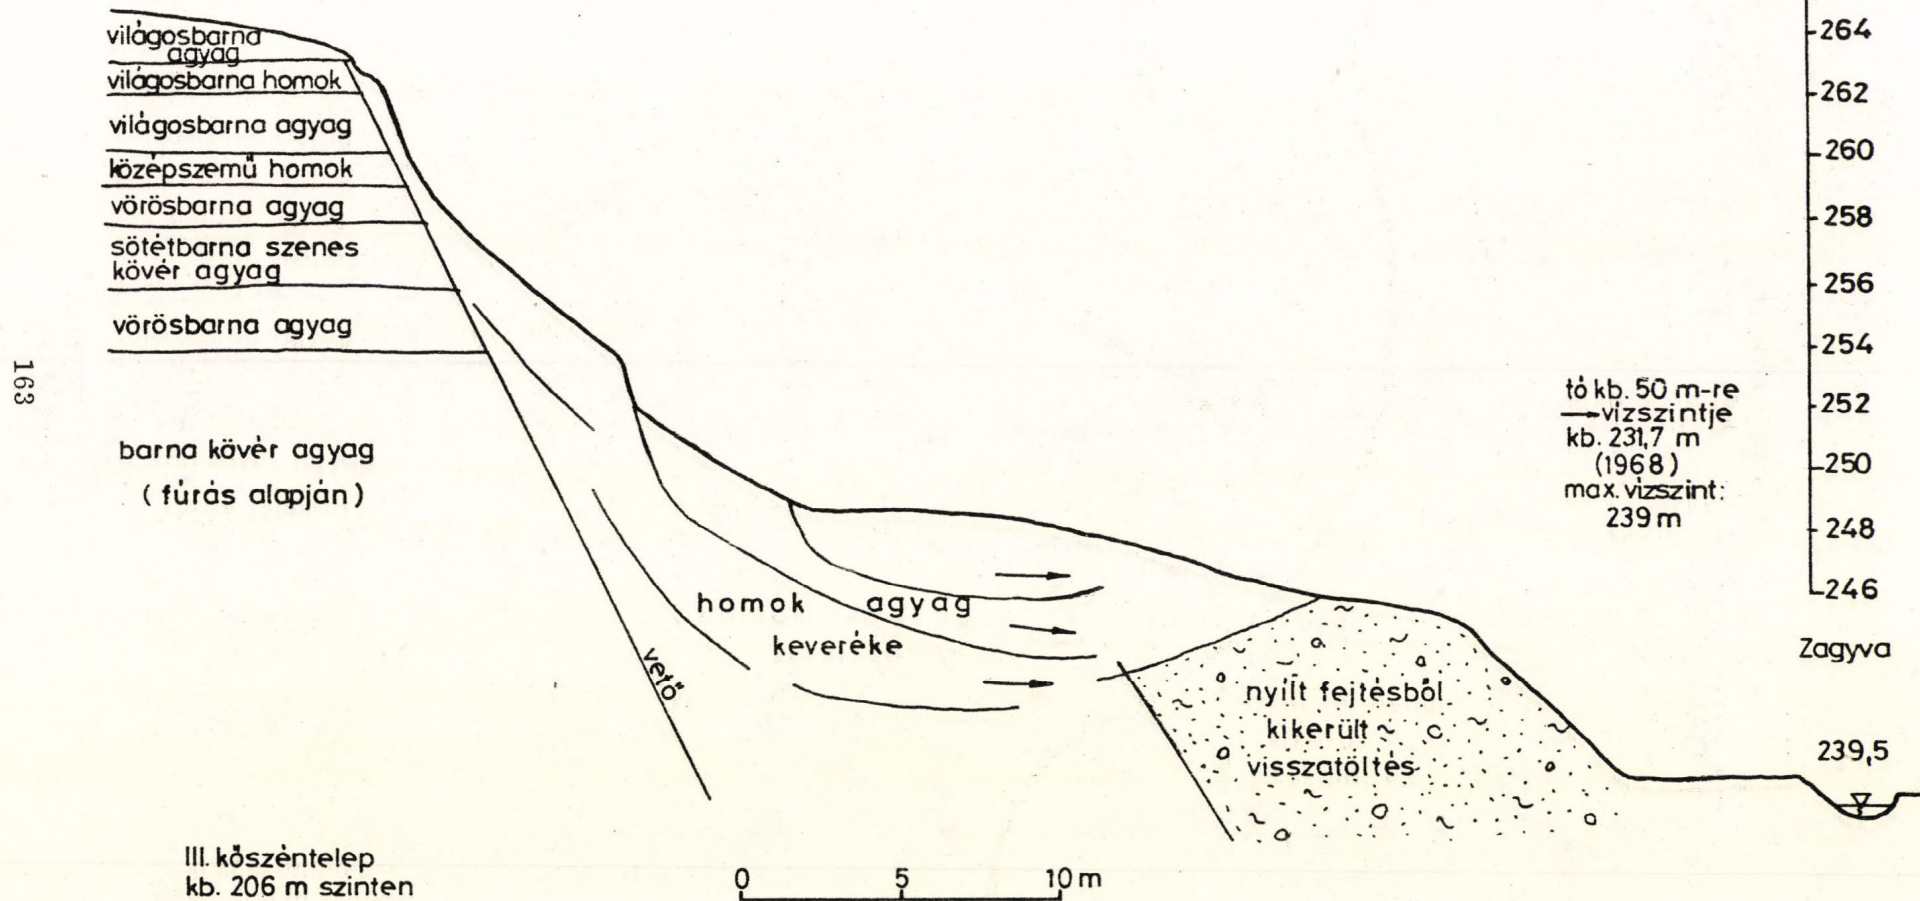 világosbarna
agyag
világosbarna homok
világosbarna agyag
középszemű homok
vörösbarna agyag
sötétbarna szenes
kövér agyag
vörösbarna agyag
barna kövér agyag
(fúrás alapján)
163
III. kőszéntelep
kb. 206 m szinten
vető
homok agyag
keveréke
nyílt fejtésből
kikerült
visszatöltés
0 5 10 m
tó kb. 50 m-re
vízszintje
kb. 231,7 m
(1968)
max. vízszint:
239 m
264
262
260
258
256
254
252
250
248
246
Zagyva
239,5